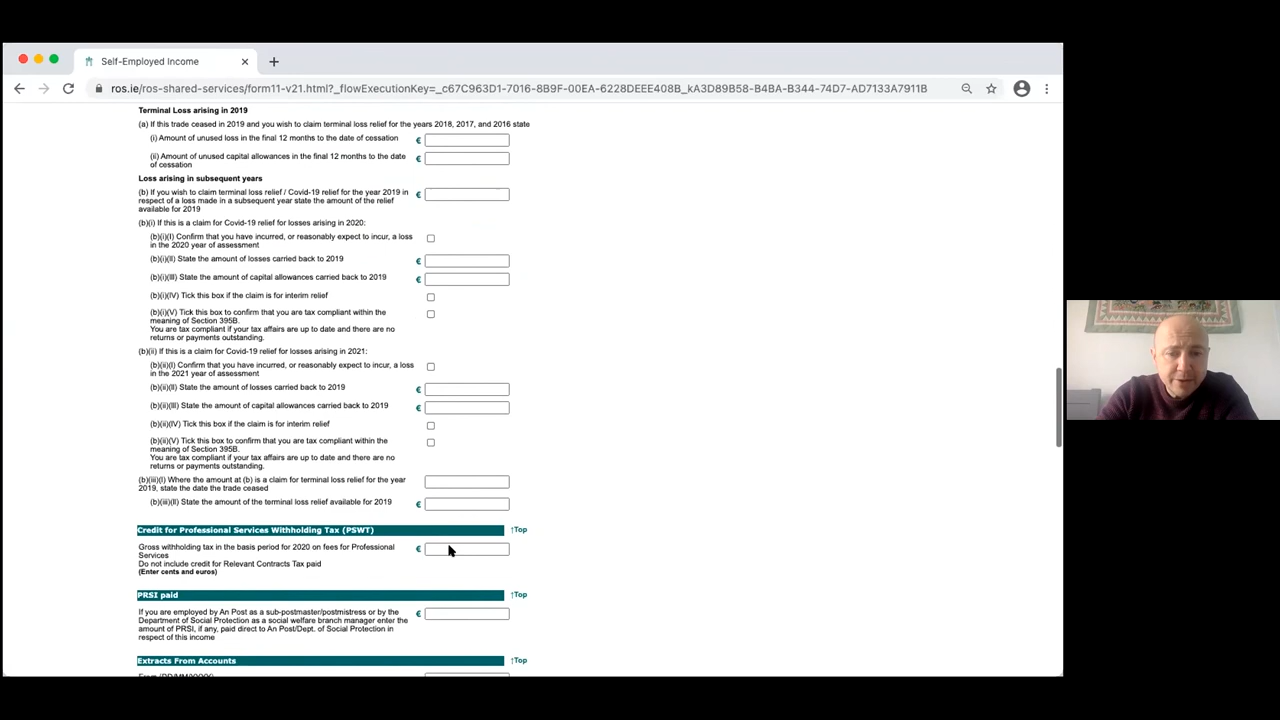 Self-Employed Income
ros.ie/ros-shared-services/form11-v21.html?_flowExecutionKey=_c67C963D1-7016-8B9F-00EA-6228DEEE408B_kA3D89B58-B4BA-B344-74D7-AD7133A7911B
Terminal Loss arising in 2019
(a) If this trade ceased in 2019 and you wish to claim terminal loss relief for the years 2018, 2017, and 2016 state
(i) Amount of unused loss in the final 12 months to the date of cessation
€
(ii) Amount of unused capital allowances in the final 12 months to the date
of cessation
€
Loss arising in subsequent years
(b) If you wish to claim terminal loss relief / Covid-19 relief for the year 2019 in
respect of a loss made in a subsequent year state the amount of the relief
available for 2019
€
(b)(i) If this is a claim for Covid-19 relief for losses arising in 2020:
(b)(i)(I) Confirm that you have incurred, or reasonably expect to incur, a loss
in the 2020 year of assessment
(b)(i)(II) State the amount of losses carried back to 2019
€
(b)(i)(III) State the amount of capital allowances carried back to 2019
€
(b)(i)(IV) Tick this box if the claim is for interim relief
(b)(i)(V) Tick this box to confirm that you are tax compliant within the
meaning of Section 395B.
You are tax compliant if your tax affairs are up to date and there are no
returns or payments outstanding.
(b)(ii) If this is a claim for Covid-19 relief for losses arising in 2021:
(b)(ii)(I) Confirm that you have incurred, or reasonably expect to incur, a loss
in the 2021 year of assessment
(b)(ii)(II) State the amount of losses carried back to 2019
€
(b)(ii)(III) State the amount of capital allowances carried back to 2019
€
(b)(ii)(IV) Tick this box if the claim is for interim relief
(b)(ii)(V) Tick this box to confirm that you are tax compliant within the
meaning of Section 395B.
You are tax compliant if your tax affairs are up to date and there are no
returns or payments outstanding.
(b)(iii)(I) Where the amount at (b) is a claim for terminal loss relief for the year
2019, state the date the trade ceased
(b)(iii)(II) State the amount of the terminal loss relief available for 2019
€
Credit for Professional Services Withholding Tax (PSWT)
↑Top
Gross withholding tax in the basis period for 2020 on fees for Professional
Services
€
Do not include credit for Relevant Contracts Tax paid
(Enter cents and euros)
PRSI paid
↑Top
If you are employed by An Post as a sub-postmaster/postmistress or by the
Department of Social Protection as a social welfare branch manager enter the
amount of PRSI, if any, paid direct to An Post/Dept. of Social Protection in
respect of this income
€
Extracts From Accounts
↑Top